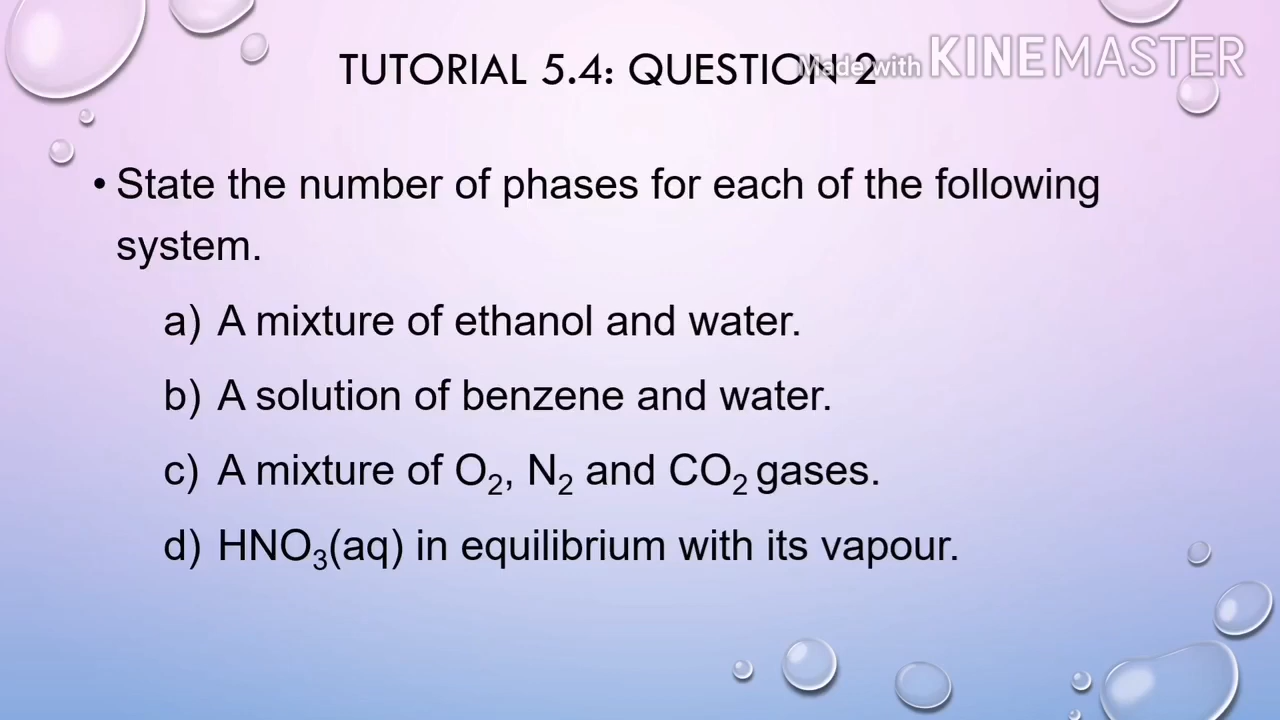 TUTORIAL 5.4: QUESTION 2
Made with KINEMASTER
• State the number of phases for each of the following
system.
a) A mixture of ethanol and water.
b) A solution of benzene and water.
c) A mixture of O₂, N₂ and CO₂ gases.
d) HNO₃(aq) in equilibrium with its vapour.